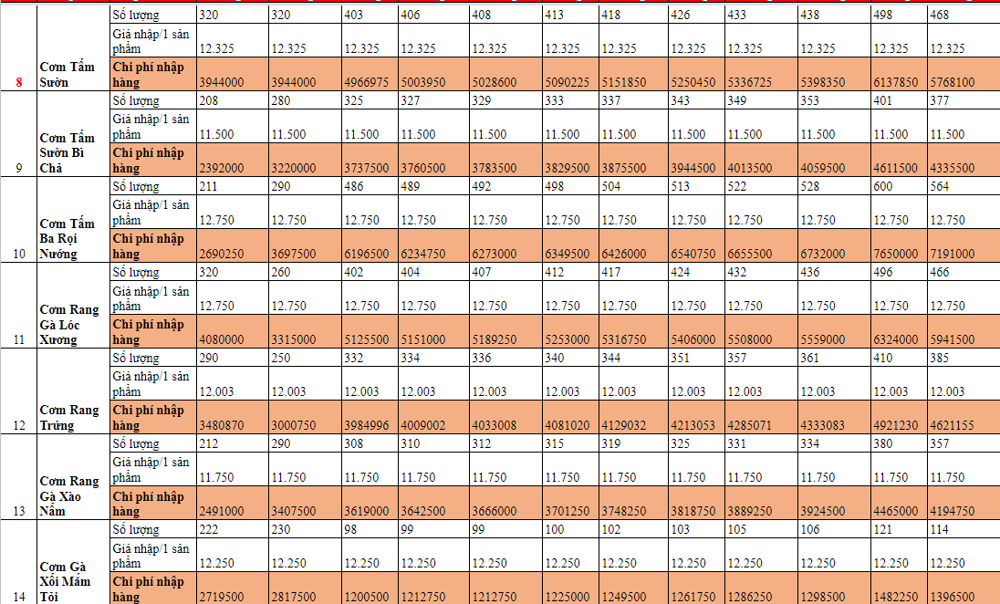 Số lượng 320 320 403 406 408 413 418 426 433 438 498 468
Giá nhập/1 sản
phẩm 12.325 12.325 12.325 12.325 12.325 12.325 12.325 12.325 12.325 12.325 12.325 12.325
Cơm Tấm Chi phí nhập
8 Sườn hàng 3944000 3944000 4966975 5003950 5028600 5090225 5151850 5250450 5336725 5398350 6137850 5768100
Số lượng 208 280 325 327 329 333 337 343 349 353 401 377
Giá nhập/1 sản
Cơm Tấm phẩm 11.500 11.500 11.500 11.500 11.500 11.500 11.500 11.500 11.500 11.500 11.500 11.500
Sườn Bì Chi phí nhập
9 Chả hàng 2392000 3220000 3737500 3760500 3783500 3829500 3875500 3944500 4013500 4059500 4611500 4335500
Số lượng 211 290 486 489 492 498 504 513 522 528 600 564
Giá nhập/1 sản
Cơm Tấm phẩm 12.750 12.750 12.750 12.750 12.750 12.750 12.750 12.750 12.750 12.750 12.750 12.750
Ba Rọi Chi phí nhập
10 Nướng hàng 2690250 3697500 6196500 6234750 6273000 6349500 6426000 6540750 6655500 6732000 7650000 7191000
Số lượng 320 260 402 404 407 412 417 424 432 436 496 466
Giá nhập/1 sản
Cơm Rang phẩm 12.750 12.750 12.750 12.750 12.750 12.750 12.750 12.750 12.750 12.750 12.750 12.750
Gà Lóc Chi phí nhập
11 Xương hàng 4080000 3315000 5125500 5151000 5189250 5253000 5316750 5406000 5508000 5559000 6324000 5941500
Số lượng 290 250 332 334 336 340 344 351 357 361 410 385
Giá nhập/1 sản
phẩm 12.003 12.003 12.003 12.003 12.003 12.003 12.003 12.003 12.003 12.003 12.003 12.003
Cơm Rang Chi phí nhập
12 Trứng hàng 3480870 3000750 3984996 4009002 4033008 4081020 4129032 4213053 4285071 4333083 4921230 4621155
Số lượng 212 290 308 310 312 315 319 325 331 334 380 357
Giá nhập/1 sản
Cơm Rang phẩm 11.750 11.750 11.750 11.750 11.750 11.750 11.750 11.750 11.750 11.750 11.750 11.750
Gà Xào Chi phí nhập
13 Nấm hàng 2491000 3407500 3619000 3642500 3666000 3701250 3748250 3818750 3889250 3924500 4465000 4194750
Số lượng 222 230 98 99 99 100 102 103 105 106 121 114
Giá nhập/1 sản
Cơm Gà phẩm 12.250 12.250 12.250 12.250 12.250 12.250 12.250 12.250 12.250 12.250 12.250 12.250
Xối Mắm Chi phí nhập
14 Tỏi hàng 2719500 2817500 1200500 1212750 1212750 1225000 1249500 1261750 1286250 1298500 1482250 1396500